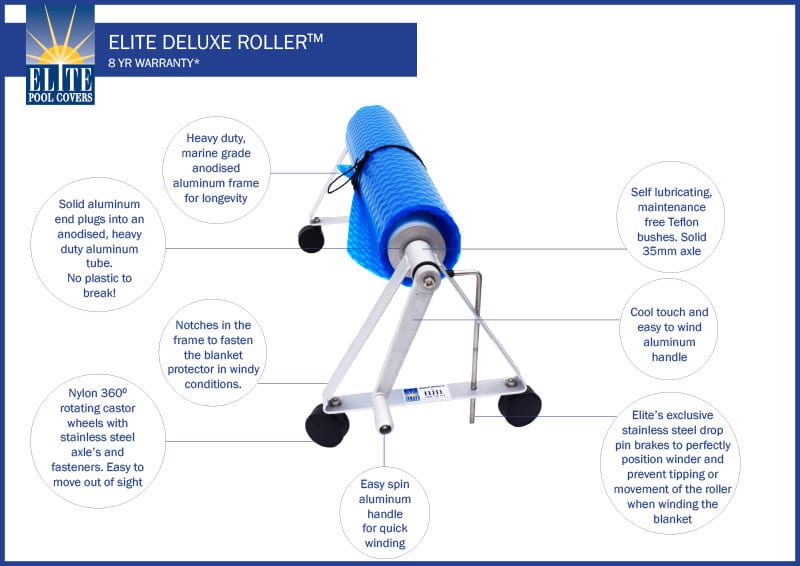 ELITE DELUXE ROLLER™
8 YR WARRANTY*
ELITE
POOL COVERS
Heavy duty,
marine grade
anodised
aluminum frame
for longevity
Solid aluminum
end plugs into an
anodised, heavy
duty aluminum
tube.
No plastic to
break!
Self lubricating,
maintenance
free Teflon
bushes. Solid
35mm axle
Notches in the
frame to fasten
the blanket
protector in windy
conditions.
Cool touch and
easy to wind
aluminum
handle
Nylon 360º
rotating castor
wheels with
stainless steel
axle's and
fasteners. Easy to
move out of sight
ELITE
Elite's exclusive
stainless steel drop
pin brakes to perfectly
position winder and
prevent tipping or
movement of the roller
when winding the
blanket
Easy spin
aluminum
handle
for quick
winding